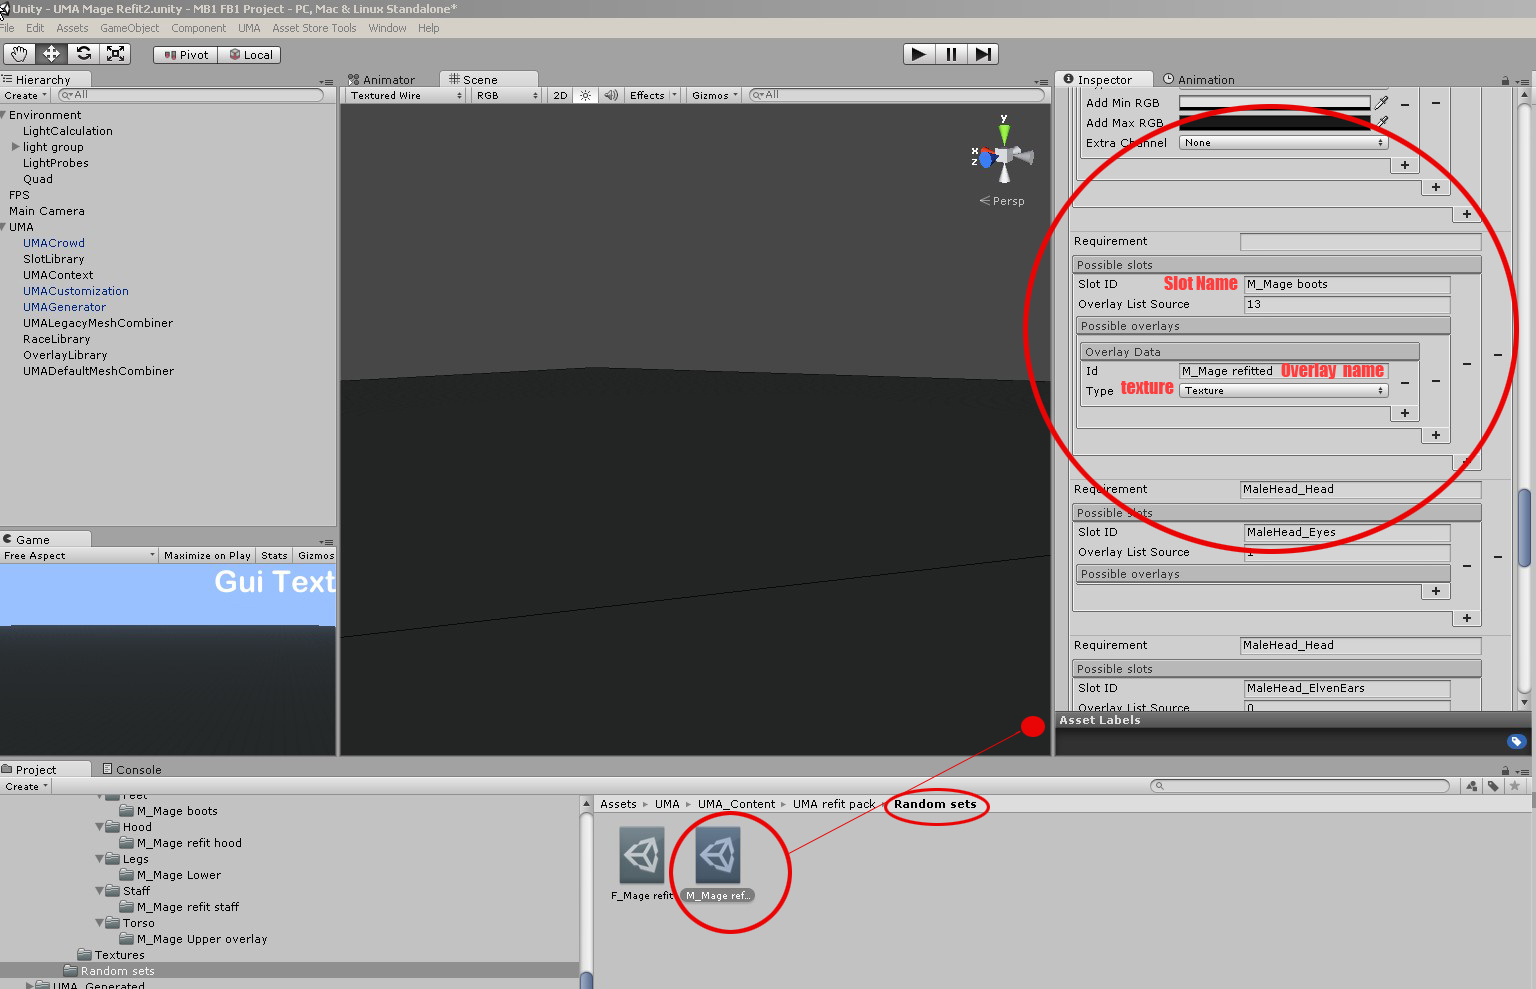 Unity - UMA Mage Refit2.unity - MB1 FB1 Project - PC, Mac & Linux Standalone*
File Edit Assets GameObject Component UMA Asset Store Tools Window Help
Pivot Local
Hierarchy
Create All
Environment
LightCalculation
light group
LightProbes
Quad
FPS
Main Camera
UMA
UMACrowd
SlotLibrary
UMAContext
UMACustomization
UMAGenerator
UMALegacyMeshCombiner
RaceLibrary
OverlayLibrary
UMADefaultMeshCombiner
Animator Scene
Textured Wire RGB 2D Effects Gizmos All
y
x
z
Persp
Game
Free Aspect Maximize on Play Stats Gizmos
Gui Text
Inspector Animation
Add Min RGB
Add Max RGB
Extra Channel None
Requirement
Possible slots
Slot ID Slot Name M_Mage boots
Overlay List Source 13
Possible overlays
Overlay Data
Id M_Mage refitted Overlay name
Type texture Texture
Requirement MaleHead_Head
Possible slots
Slot ID MaleHead_Eyes
Overlay List Source 1
Possible overlays
Requirement MaleHead_Head
Possible slots
Slot ID MaleHead_ElvenEars
Overlay List Source 0
Asset Labels
Project Console
Create
Feet
M_Mage boots
Hood
M_Mage refit hood
Legs
M_Mage Lower
Staff
M_Mage refit staff
Torso
M_Mage Upper overlay
Textures
Random sets
UMA_Generated
Assets UMA UMA_Content UMA refit pack Random sets
F_Mage refit M_Mage ref...